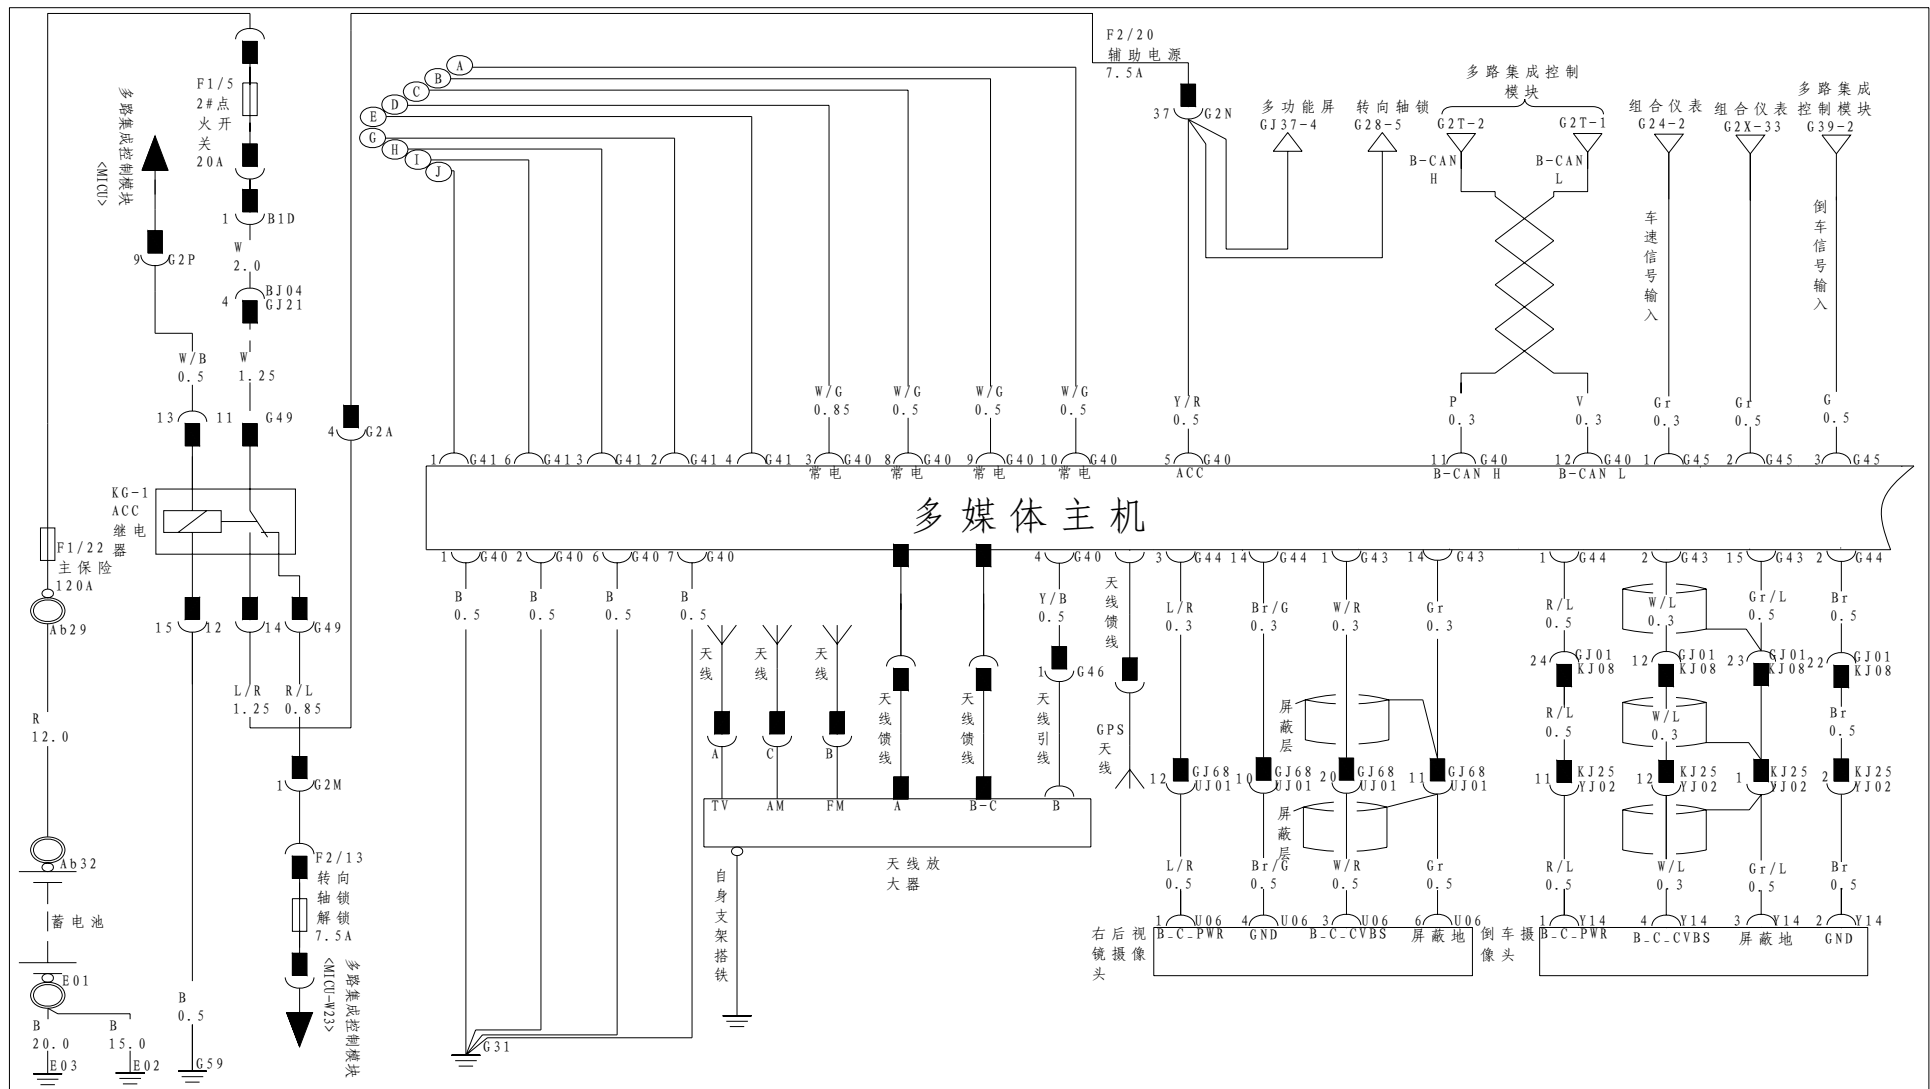 F1/5
2#点
火开
关
20A
多路集成控制模块
<MICU>
1
B1D
W
2.0
9
G2P
4
BJ04
GJ21
W/B
0.5
W
1.25
13
11
G49
KG-1
ACC
继电
器
F1/22
主保险
120A
Ab29
15
12
14
G49
L/R
1.25
R/L
0.85
R
12.0
1
G2M
Ab32
蓄电池
E01
F2/13
转向
轴锁
解锁
7.5A
多路集成控制模块
<MICU-W23>
B
20.0
E03
B
15.0
E02
B
0.5
G59
4
G2A
A
B
C
D
E
G
H
I
J
F2/20
辅助电源
7.5A
37
G2N
多功能屏
GJ37-4
转向轴锁
G28-5
多路集成控制
模块
G2T-2
G2T-1
B-CAN
H
B-CAN
L
组合仪表
G24-2
组合仪表
G2X-33
多路集成
控制模块
G39-2
车速信号输入
倒车信号输入
W/G
0.85
W/G
0.5
W/G
0.5
W/G
0.5
Y/R
0.5
P
0.3
V
0.3
Gr
0.3
Gr
0.5
G
0.5
1 G41
6 G41
3 G41
2 G41
4 G41
3 G40
8 G40
9 G40
10 G40
5 G40
11 G40
12 G40
1 G45
2 G45
3 G45
常电
常电
常电
常电
ACC
B-CAN H
B-CAN L
多媒体主机
1 G40
2 G40
6 G40
7 G40
4 G40
3 G44
14 G44
1 G43
14 G43
1 G44
2 G43
15 G43
2 G44
B
0.5
B
0.5
B
0.5
B
0.5
Y/B
0.5
天线馈线
L/R
0.3
Br/G
0.3
W/R
0.3
Gr
0.3
R/L
0.5
W/L
0.3
Gr/L
0.5
Br
0.5
天线
天线
天线
1
G46
24
GJ01
KJ08
12
GJ01
KJ08
23
GJ01
KJ08
22
GJ01
KJ08
A
C
B
天线馈线
天线馈线
天线引线
GPS
天线
屏蔽层
R/L
0.5
W/L
0.3
Br
0.5
12
GJ68
UJ01
10
GJ68
UJ01
20
GJ68
UJ01
11
GJ68
UJ01
11
KJ25
YJ02
12
KJ25
YJ02
1
KJ25
YJ02
2
KJ25
YJ02
TV
AM
FM
A
B-C
B
天线放
大器
自身支架搭铁
屏蔽层
L/R
0.5
Br/G
0.5
W/R
0.5
Gr
0.5
R/L
0.5
W/L
0.3
Gr/L
0.5
Br
0.5
1 U06
4 U06
3 U06
6 U06
1 Y14
4 Y14
3 Y14
2 Y14
右后视
镜摄像
头
B_C_PWR
GND
B_C_CVBS
屏蔽地
倒车摄
像头
B_C_PWR
B_C_CVBS
屏蔽地
GND
G31